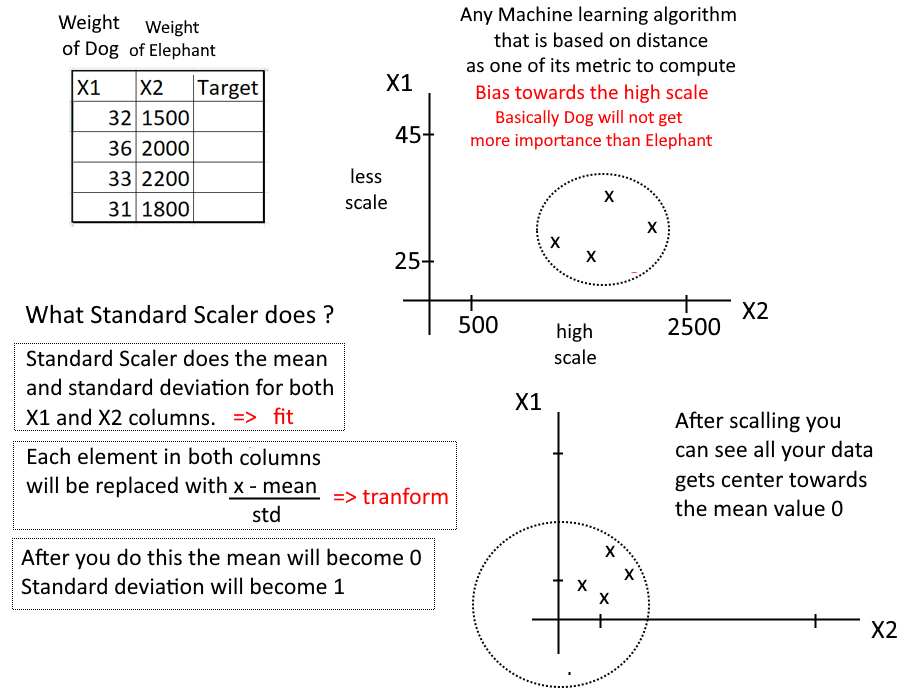 Weight
of Dog
Weight
of Elephant
X1 X2 Target
32 1500
36 2000
33 2200
31 1800
Any Machine learning algorithm
that is based on distance
as one of its metric to compute
Bias towards the high scale
Basically Dog will not get
more importance than Elephant
X1
45
less
scale
25
x
x
x
x
500
2500
X2
high
scale
What Standard Scaler does ?
Standard Scaler does the mean
and standard deviation for both
X1 and X2 columns. => fit
Each element in both columns
will be replaced with x - mean
std
=> tranform
After you do this the mean will become 0
Standard deviation will become 1
X1
After scalling you
can see all your data
gets center towards
the mean value 0
x
x
x
x
X2